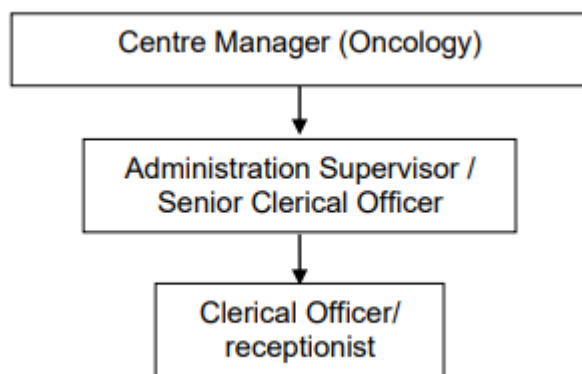 Centre Manager (Oncology)
Administration Supervisor /
Senior Clerical Officer
Clerical Officer/
receptionist